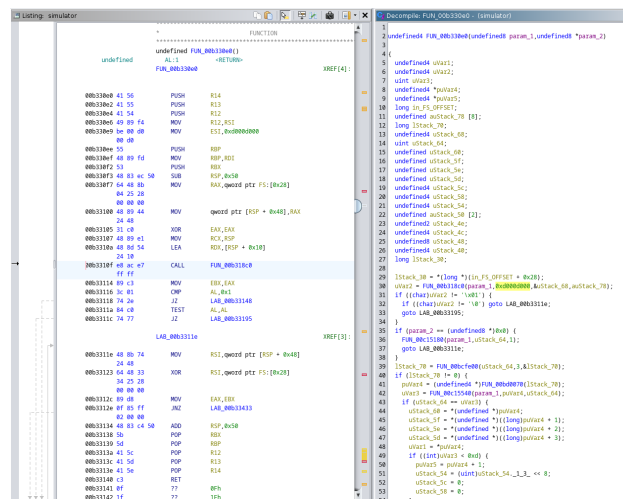 Listing: simulator
* FUNCTION
undefined FUN_00b330e0()
undefined AL:1 <RETURN>
FUN_00b330e0 XREF[4]:
00b330e0 41 56 PUSH R14
00b330e2 41 55 PUSH R13
00b330e4 41 54 PUSH R12
00b330e6 49 89 f4 MOV R12,RSI
00b330e9 be 00 d0 MOV ESI,0xd000d000
00 d0
00b330ee 55 PUSH RBP
00b330ef 48 89 fd MOV RBP,RDI
00b330f2 53 PUSH RBX
00b330f3 48 83 ec 50 SUB RSP,0x50
00b330f7 64 48 8b MOV RAX,qword ptr FS:[0x28]
04 25 28
00 00 00
00b33100 48 89 44 MOV qword ptr [RSP + 0x48],RAX
24 48
00b33105 31 c0 XOR EAX,EAX
00b33107 48 89 e1 MOV RCX,RSP
00b3310a 48 8d 54 LEA RDX,[RSP + 0x10]
24 10
00b3310f e8 ac e7 CALL FUN_00b318c0
ff ff
00b33114 89 c3 MOV EBX,EAX
00b33116 3c 01 CMP AL,0x1
00b33118 74 2e JZ LAB_00b33148
00b3311a 84 c0 TEST AL,AL
00b3311c 74 77 JZ LAB_00b33195
LAB_00b3311e XREF[3]:
00b3311e 48 8b 74 MOV RSI,qword ptr [RSP + 0x48]
24 48
00b33123 64 48 33 XOR RSI,qword ptr FS:[0x28]
34 25 28
00 00 00
00b3312c 89 d8 MOV EAX,EBX
00b3312e 0f 85 ff JNZ LAB_00b33433
02 00 00
00b33134 48 83 c4 50 ADD RSP,0x50
00b33138 5b POP RBX
00b33139 5d POP RBP
00b3313a 41 5c POP R12
00b3313c 41 5d POP R13
00b3313e 41 5e POP R14
00b33140 c3 RET
00b33141 0f ?? 0Fh
00b33142 1f ?? 1Fh
Decompile: FUN_00b330e0 - (simulator)
1
2 undefined4 FUN_00b330e0(undefined8 param_1,undefined8 *param_2)
3
4 {
5 undefined4 uVar1;
6 undefined4 uVar2;
7 uint uVar3;
8 undefined4 *puVar4;
9 undefined4 *puVar5;
10 long in_FS_OFFSET;
11 undefined auStack_78 [8];
12 long lStack_70;
13 undefined4 uStack_68;
14 uint uStack_64;
15 undefined uStack_60;
16 undefined uStack_5f;
17 undefined uStack_5e;
18 undefined uStack_5d;
19 undefined4 uStack_5c;
20 undefined4 uStack_58;
21 undefined4 uStack_54;
22 undefined auStack_50 [2];
23 undefined2 uStack_4e;
24 undefined4 uStack_4c;
25 undefined8 uStack_48;
26 undefined4 uStack_40;
27 long lStack_30;
28
29 lStack_30 = *(long *)(in_FS_OFFSET + 0x28);
30 uVar2 = FUN_00b318c0(param_1,0xd000d000,&uStack_68,auStack_78);
31 if ((char)uVar2 != '\x01') {
32 if ((char)uVar2 != '\0') goto LAB_00b3311e;
33 goto LAB_00b33195;
34 }
35 if (param_2 == (undefined8 *)0x0) {
36 FUN_00c15180(param_1,uStack_64,1);
37 goto LAB_00b3311e;
38 }
39 lStack_70 = FUN_00bcfe00(uStack_64,3,&lStack_70);
40 if (lStack_70 != 0) {
41 puVar4 = (undefined4 *)FUN_00bd0070(lStack_70);
42 uVar3 = FUN_00c15540(param_1,puVar4,uStack_64);
43 if (uStack_64 == uVar3) {
44 uStack_60 = *(undefined *)puVar4;
45 uStack_5f = *(undefined *)((long)puVar4 + 1);
46 uStack_5e = *(undefined *)((long)puVar4 + 2);
47 uStack_5d = *(undefined *)((long)puVar4 + 3);
48 uVar1 = *puVar4;
49 if ((int)uVar3 < 0xd) {
50 puVar5 = puVar4 + 1;
51 uStack_54 = (uint)uStack_54._1_3_ << 8;
52 uStack_5c = 0;
53 uStack_58 = 0;